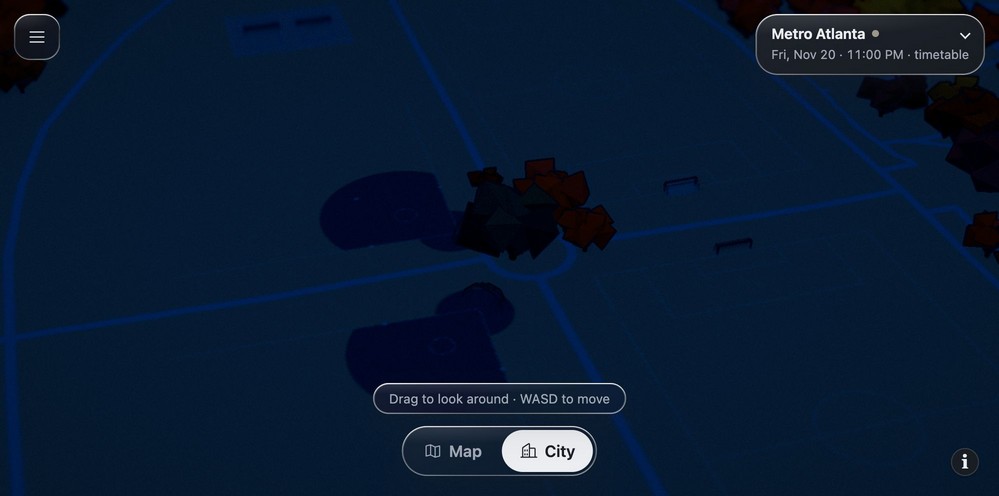 Metro Atlanta
Fri, Nov 20 · 11:00 PM · timetable
Drag to look around · WASD to move
Map
City